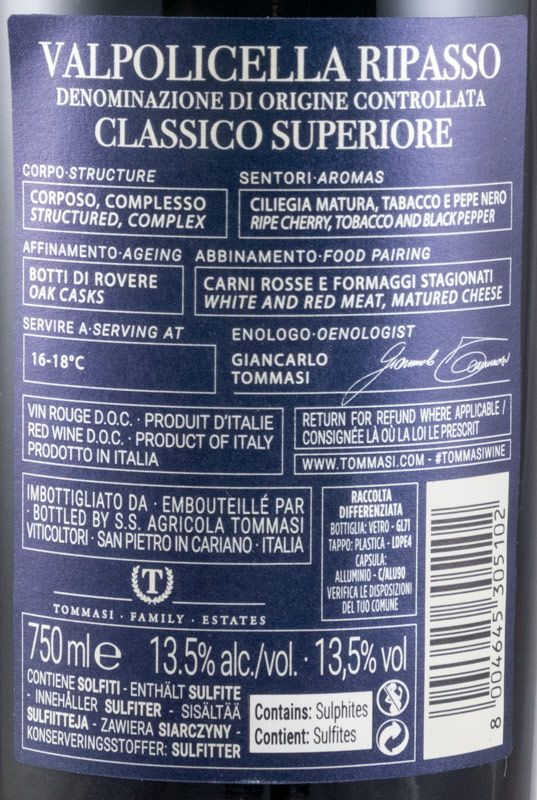 VALPOLICELLA RIPASSO
DENOMINAZIONE DI ORIGINE CONTROLLATA
CLASSICO SUPERIORE
CORPO·STRUCTURE
CORPOSO, COMPLESSO
STRUCTURED, COMPLEX
SENTORI·AROMAS
CILIEGIA MATURA, TABACCO E PEPE NERO
RIPE CHERRY, TOBACCO AND BLACK PEPPER
AFFINAMENTO·AGEING
BOTTI DI ROVERE
OAK CASKS
ABBINAMENTO·FOOD PAIRING
CARNI ROSSE E FORMAGGI STAGIONATI
WHITE AND RED MEAT, MATURED CHEESE
SERVIRE A·SERVING AT
16-18°C
ENOLOGO·OENOLOGIST
GIANCARLO
TOMMASI
VIN ROUGE D.O.C. · PRODUIT D'ITALIE
RED WINE D.O.C. · PRODUCT OF ITALY
PRODOTTO IN ITALIA
RETURN FOR REFUND WHERE APPLICABLE /
CONSIGNÉE LÀ OÙ LA LOI LE PRESCRIT
WWW.TOMMASI.COM - #TOMMASIWINE
IMBOTTIGLIATO DA · EMBOUTEILLÉ PAR
· BOTTLED BY S.S. AGRICOLA TOMMASI
VITICOLTORI · SAN PIETRO IN CARIANO · ITALIA
RACCOLTA
DIFFERENZIATA
BOTTIGLIA: VETRO - GL71
TAPPO: PLASTICA - LDPE4
CAPSULA:
ALLUMINIO - C/ALU90
VERIFICA LE DISPOSIZIONI
DEL TUO COMUNE
T
TOMMASI · FAMILY · ESTATES
750 ml e 13.5% alc./vol. · 13,5% vol
CONTIENE SOLFITI - ENTHÄLT SULFITE
- INNEHÅLLER SULFITER - SISÄLTÄÄ
SULFIITTEJA - ZAWIERA SIARCZYNY -
KONSERVERINGSSTOFFER: SULFITTER
Contains: Sulphites
Contient: Sulfites
8 004645 305102